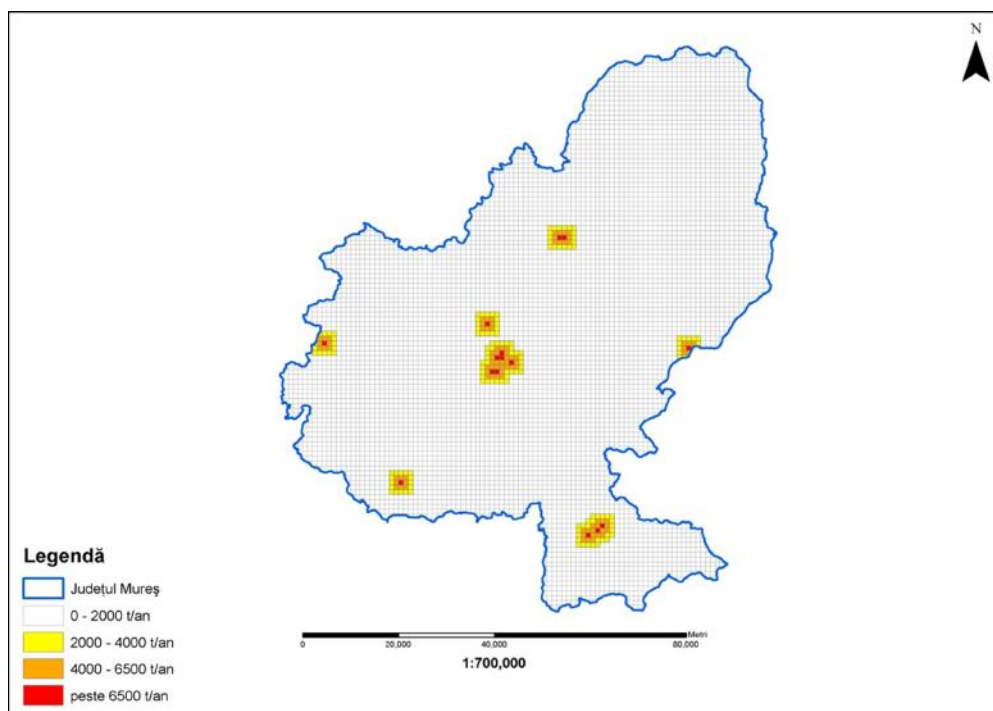 N
Legendă
Județul Mureș
0 - 2000 t/an
2000 - 4000 t/an
4000 - 6500 t/an
peste 6500 t/an
Metri
0 20,000 40,000 80,000
1:700,000